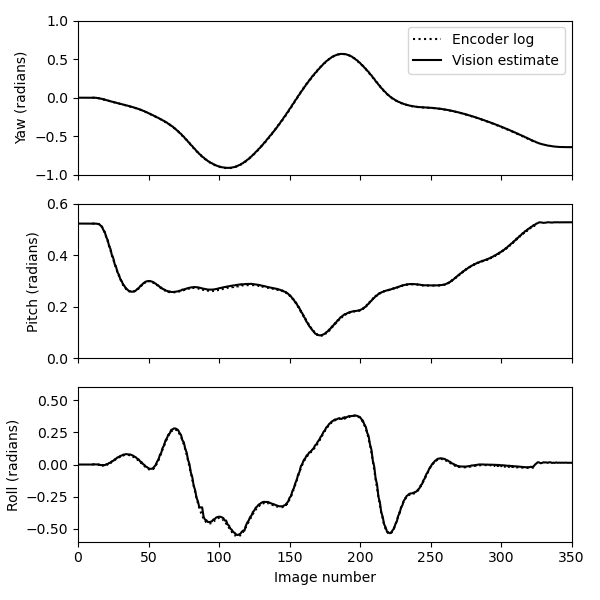 Yaw (radians)
1.0
0.5
0.0
−0.5
−1.0
Encoder log
Vision estimate
Pitch (radians)
0.6
0.4
0.2
0.0
Roll (radians)
0.50
0.25
0.00
−0.25
−0.50
0 50 100 150 200 250 300 350
Image number